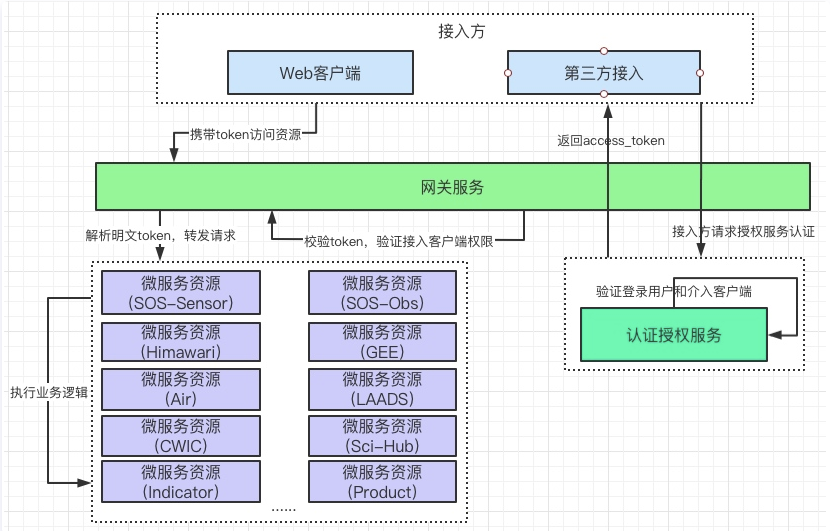 接入方
Web客户端
第三方接入
携带token访问资源
返回access_token
网关服务
解析明文token，转发请求
校验token，验证接入客户端权限
接入方请求授权服务认证
微服务资源
(SOS-Sensor)
微服务资源
(SOS-Obs)
验证登录用户和介入客户端
微服务资源
(Himawari)
微服务资源
(GEE)
认证授权服务
微服务资源
(Air)
微服务资源
(LAADS)
执行业务逻辑
微服务资源
(CWIC)
微服务资源
(Sci-Hub)
微服务资源
(Indicator)
微服务资源
(Product)
......